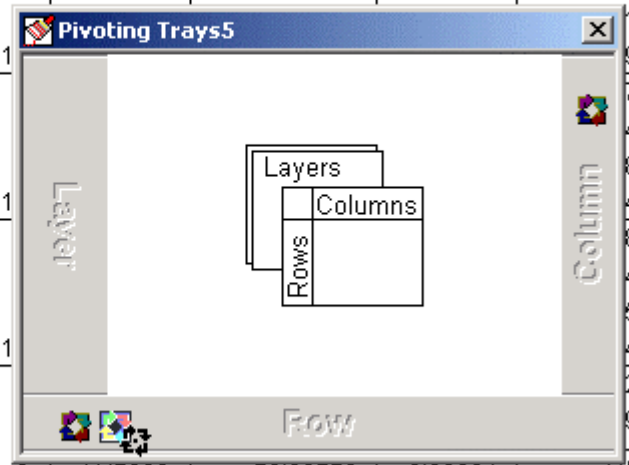 Pivoting Trays5
Layer
Layers
Columns
Rows
Column
Row